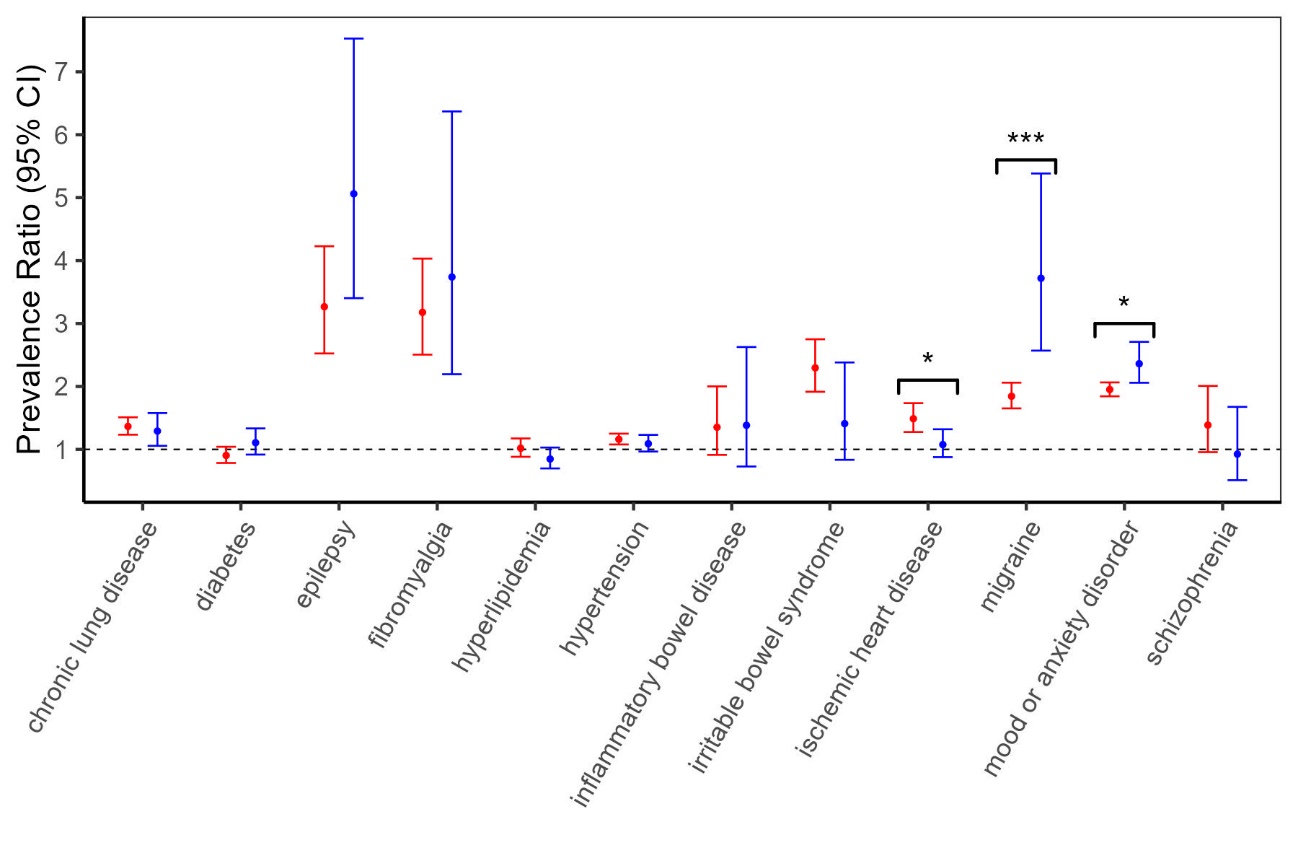 Prevalence Ratio (95% CI)
7
6
5
4
3
2
1
***
*
*
chronic lung disease
diabetes
epilepsy
fibromyalgia
hyperlipidemia
hypertension
inflammatory bowel disease
irritable bowel syndrome
ischemic heart disease
migraine
mood or anxiety disorder
schizophrenia